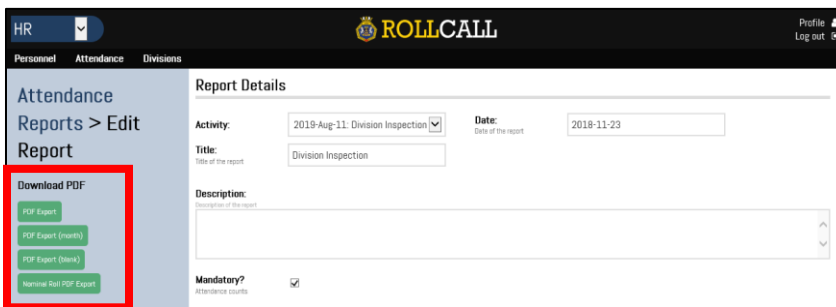 HR
ROLLCALL
Profile
Log out
Personnel Attendance Divisions
Attendance
Reports > Edit
Report
Download PDF
PDF Export
PDF Export (month)
PDF Export (blank)
Nominal Roll PDF Export
Report Details
Activity: 2019-Aug-11: Division Inspection
Date: 2018-11-23
Date of the report
Title: Division Inspection
Title of the report
Description:
Description of the report
Mandatory?
Attendance counts